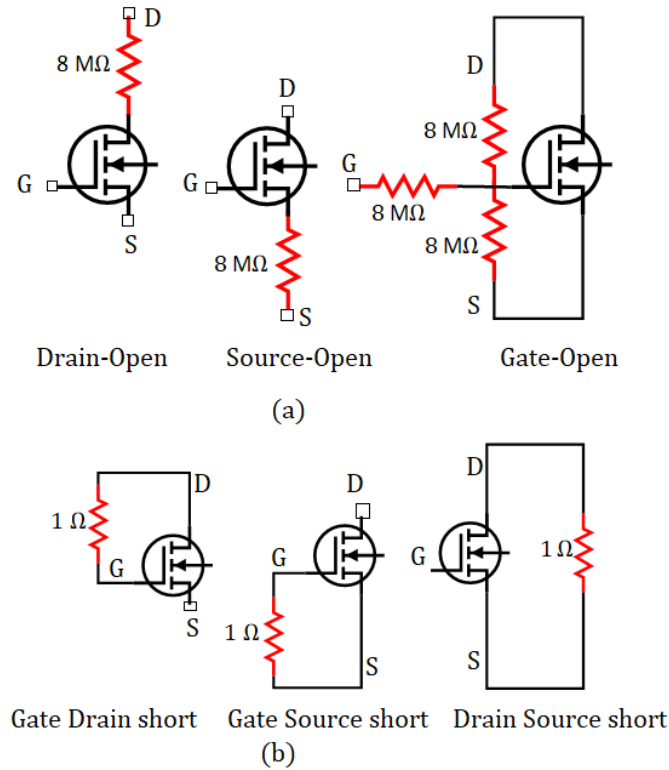 D
8 MΩ
G
S
Drain-Open
D
G
8 MΩ
S
Source-Open
D
8 MΩ
G
8 MΩ
8 MΩ
S
Gate-Open
(a)
D
1 Ω
G
S
Gate Drain short
D
G
1 Ω
S
Gate Source short
D
G
1 Ω
S
Drain Source short
(b)